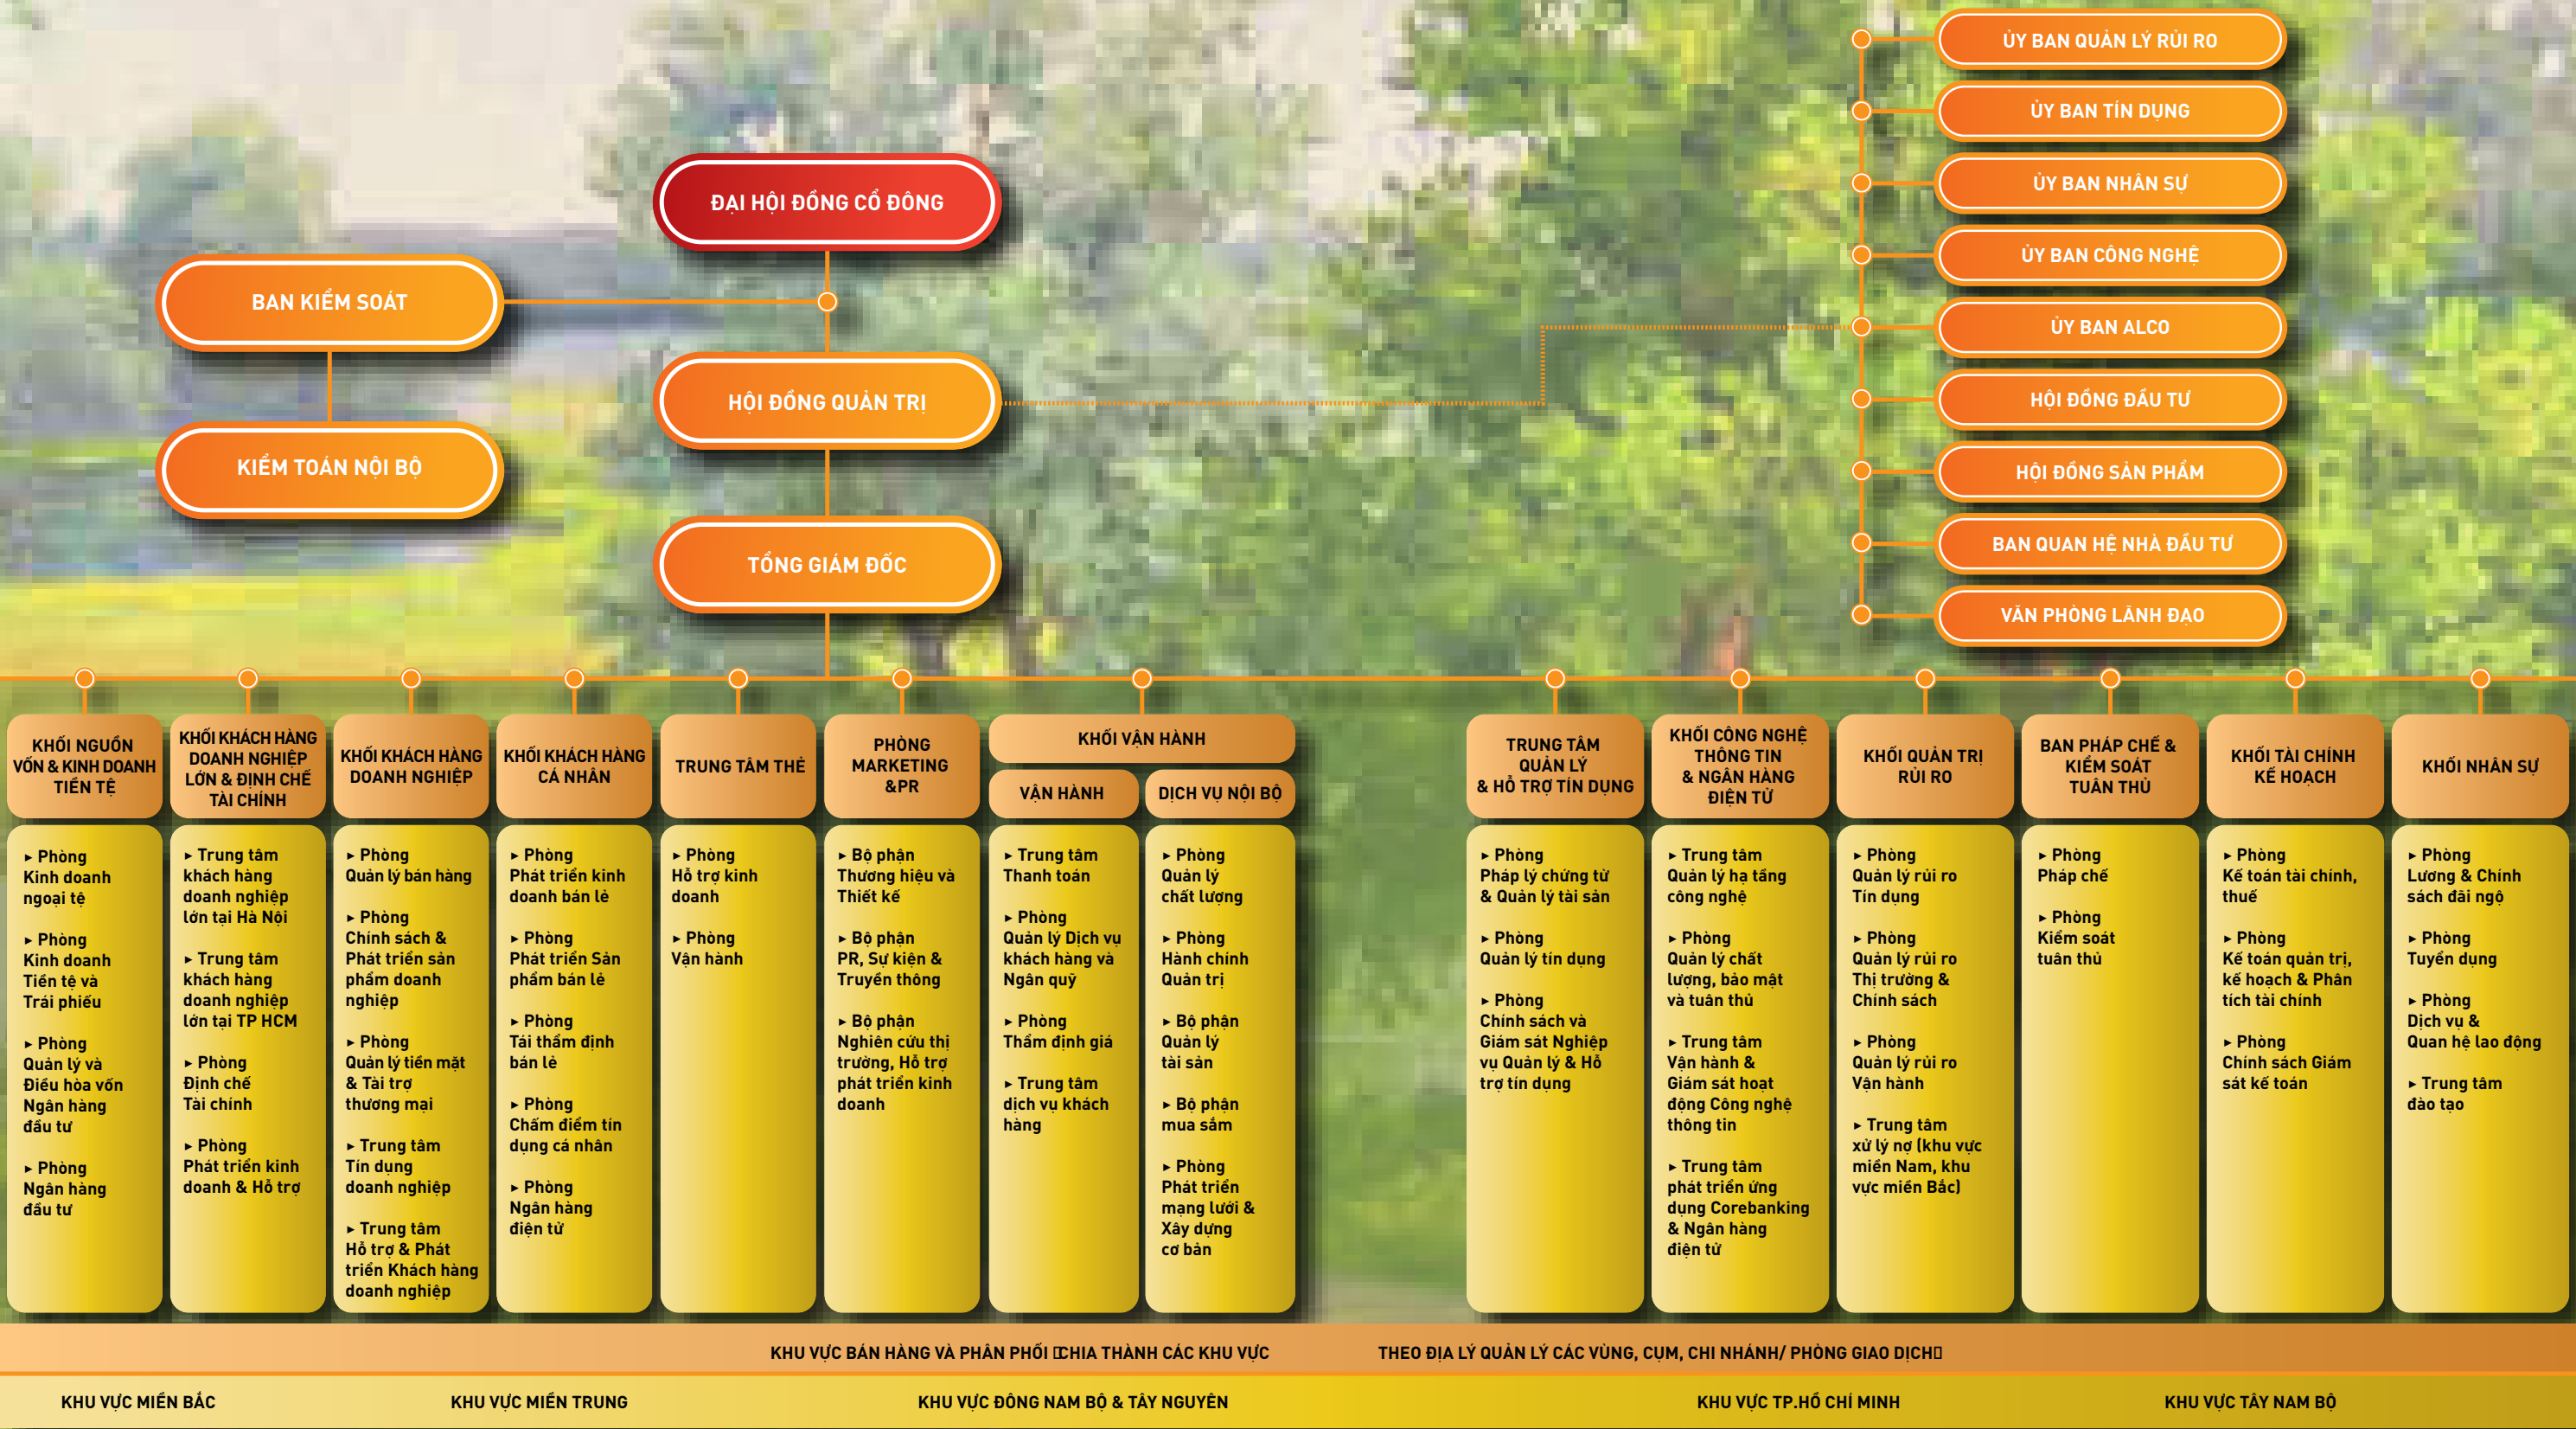 ĐẠI HỘI ĐỒNG CỔ ĐÔNG
BAN KIỂM SOÁT
HỘI ĐỒNG QUẢN TRỊ
KIỂM TOÁN NỘI BỘ
TỔNG GIÁM ĐỐC
ỦY BAN QUẢN LÝ RỦI RO
ỦY BAN TÍN DỤNG
ỦY BAN NHÂN SỰ
ỦY BAN CÔNG NGHỆ
ỦY BAN ALCO
HỘI ĐỒNG ĐẦU TƯ
HỘI ĐỒNG SẢN PHẨM
BAN QUAN HỆ NHÀ ĐẦU TƯ
VĂN PHÒNG LÃNH ĐẠO
KHỐI NGUỒN
VỐN & KINH DOANH
TIỀN TỆ
▸ Phòng
Kinh doanh
ngoại tệ
▸ Phòng
Kinh doanh
Tiền tệ và
Trái phiếu
▸ Phòng
Quản lý và
Điều hòa vốn
Ngân hàng
đầu tư
▸ Phòng
Ngân hàng
đầu tư
KHỐI KHÁCH HÀNG
DOANH NGHIỆP
LỚN & ĐỊNH CHẾ
TÀI CHÍNH
▸ Trung tâm
khách hàng
doanh nghiệp
lớn tại Hà Nội
▸ Trung tâm
khách hàng
doanh nghiệp
lớn tại TP HCM
▸ Phòng
Định chế
Tài chính
▸ Phòng
Phát triển kinh
doanh & Hỗ trợ
KHỐI KHÁCH HÀNG
DOANH NGHIỆP
▸ Phòng
Quản lý bán hàng
▸ Phòng
Chính sách &
Phát triển sản
phẩm doanh
nghiệp
▸ Phòng
Quản lý tiền mặt
& Tài trợ
thương mại
▸ Trung tâm
Tín dụng
doanh nghiệp
▸ Trung tâm
Hỗ trợ & Phát
triển Khách hàng
doanh nghiệp
KHỐI KHÁCH HÀNG
CÁ NHÂN
▸ Phòng
Phát triển kinh
doanh bán lẻ
▸ Phòng
Phát triển Sản
phẩm bán lẻ
▸ Phòng
Tái thẩm định
bán lẻ
▸ Phòng
Chấm điểm tín
dụng cá nhân
▸ Phòng
Ngân hàng
điện tử
TRUNG TÂM THẺ
▸ Phòng
Hỗ trợ kinh
doanh
▸ Phòng
Vận hành
PHÒNG
MARKETING
&PR
▸ Bộ phận
Thương hiệu và
Thiết kế
▸ Bộ phận
PR, Sự kiện &
Truyền thông
▸ Bộ phận
Nghiên cứu thị
trường, Hỗ trợ
phát triển kinh
doanh
KHỐI VẬN HÀNH
VẬN HÀNH
▸ Trung tâm
Thanh toán
▸ Phòng
Quản lý Dịch vụ
khách hàng và
Ngân quỹ
▸ Phòng
Thẩm định giá
▸ Trung tâm
dịch vụ khách
hàng
DỊCH VỤ NỘI BỘ
▸ Phòng
Quản lý
chất lượng
▸ Phòng
Hành chính
Quản trị
▸ Bộ phận
Quản lý
tài sản
▸ Bộ phận
mua sắm
▸ Phòng
Phát triển
mạng lưới &
Xây dựng
cơ bản
TRUNG TÂM
QUẢN LÝ
& HỖ TRỢ TÍN DỤNG
▸ Phòng
Pháp lý chứng từ
& Quản lý tài sản
▸ Phòng
Quản lý tín dụng
▸ Phòng
Chính sách và
Giám sát Nghiệp
vụ Quản lý & Hỗ
trợ tín dụng
KHỐI CÔNG NGHỆ
THÔNG TIN
& NGÂN HÀNG
ĐIỆN TỬ
▸ Trung tâm
Quản lý hạ tầng
công nghệ
▸ Phòng
Quản lý chất
lượng, bảo mật
và tuân thủ
▸ Trung tâm
Vận hành &
Giám sát hoạt
động Công nghệ
thông tin
▸ Trung tâm
phát triển ứng
dụng Corebanking
& Ngân hàng
điện tử
KHỐI QUẢN TRỊ
RỦI RO
▸ Phòng
Quản lý rủi ro
Tín dụng
▸ Phòng
Quản lý rủi ro
Thị trường &
Chính sách
▸ Phòng
Quản lý rủi ro
Vận hành
▸ Trung tâm
xử lý nợ (khu vực
miền Nam, khu
vực miền Bắc)
BAN PHÁP CHẾ &
KIỂM SOÁT
TUÂN THỦ
▸ Phòng
Pháp chế
▸ Phòng
Kiểm soát
tuân thủ
KHỐI TÀI CHÍNH
KẾ HOẠCH
▸ Phòng
Kế toán tài chính,
thuế
▸ Phòng
Kế toán quản trị,
kế hoạch & Phân
tích tài chính
▸ Phòng
Chính sách Giám
sát kế toán
KHỐI NHÂN SỰ
▸ Phòng
Lương & Chính
sách đãi ngộ
▸ Phòng
Tuyển dụng
▸ Phòng
Dịch vụ &
Quan hệ lao động
▸ Trung tâm
đào tạo
KHU VỰC BÁN HÀNG VÀ PHÂN PHỐI CHIA THÀNH CÁC KHU VỰC THEO ĐỊA LÝ QUẢN LÝ CÁC VÙNG, CỤM, CHI NHÁNH/ PHÒNG GIAO DỊCH
KHU VỰC MIỀN BẮC KHU VỰC MIỀN TRUNG KHU VỰC ĐÔNG NAM BỘ & TÂY NGUYÊN KHU VỰC TP.HỒ CHÍ MINH KHU VỰC TÂY NAM BỘ